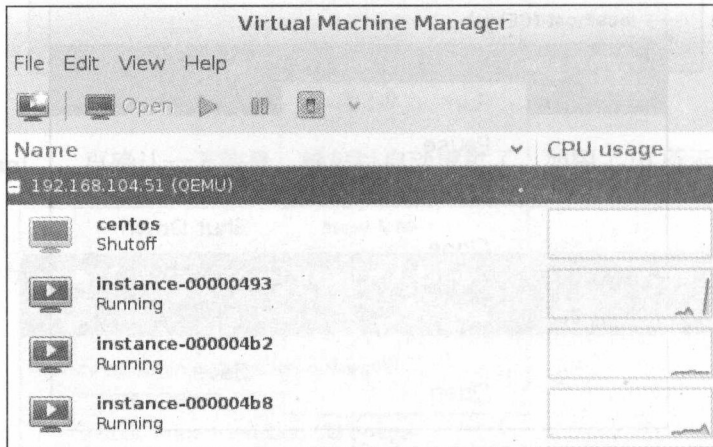 Virtual Machine Manager
File Edit View Help
Open
Name CPU usage
192.168.104.51 (QEMU)
centos
Shutoff
instance-00000493
Running
instance-000004b2
Running
instance-000004b8
Running